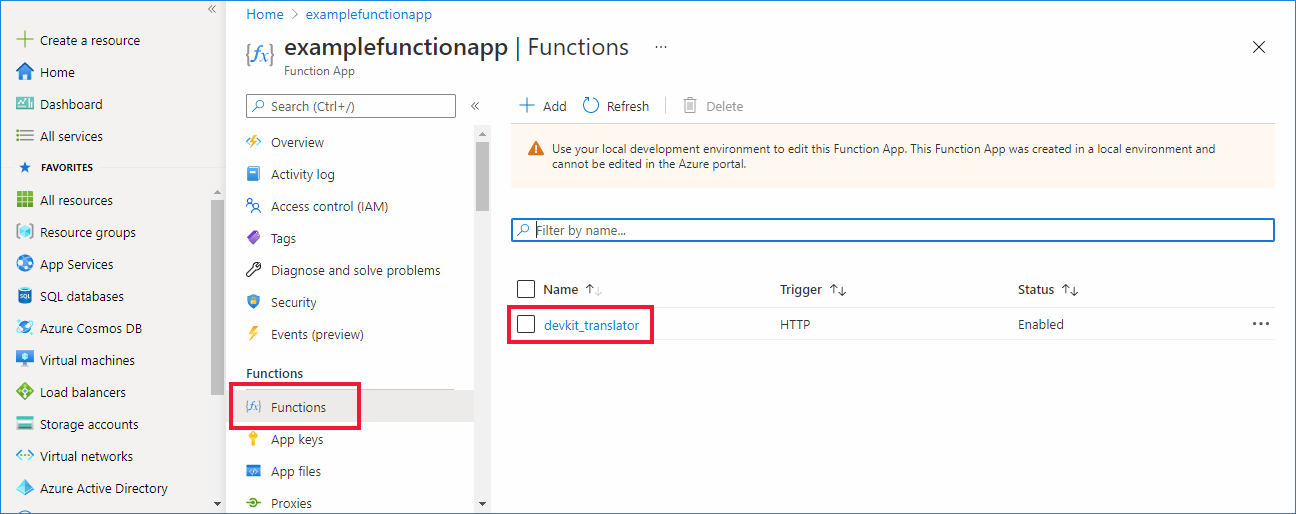 Home > examplefunctionapp
examplefunctionapp | Functions ...
Function App
«
Create a resource
Home
Dashboard
All services
FAVORITES
All resources
Resource groups
App Services
SQL databases
Azure Cosmos DB
Virtual machines
Load balancers
Storage accounts
Virtual networks
Azure Active Directory
Search (Ctrl+/)
«
Overview
Activity log
Access control (IAM)
Tags
Diagnose and solve problems
Security
Events (preview)
Functions
Functions
App keys
App files
Proxies
Add Refresh Delete
Use your local development environment to edit this Function App. This Function App was created in a local environment and
cannot be edited in the Azure portal.
Filter by name...
Name Trigger Status
devkit_translator HTTP Enabled